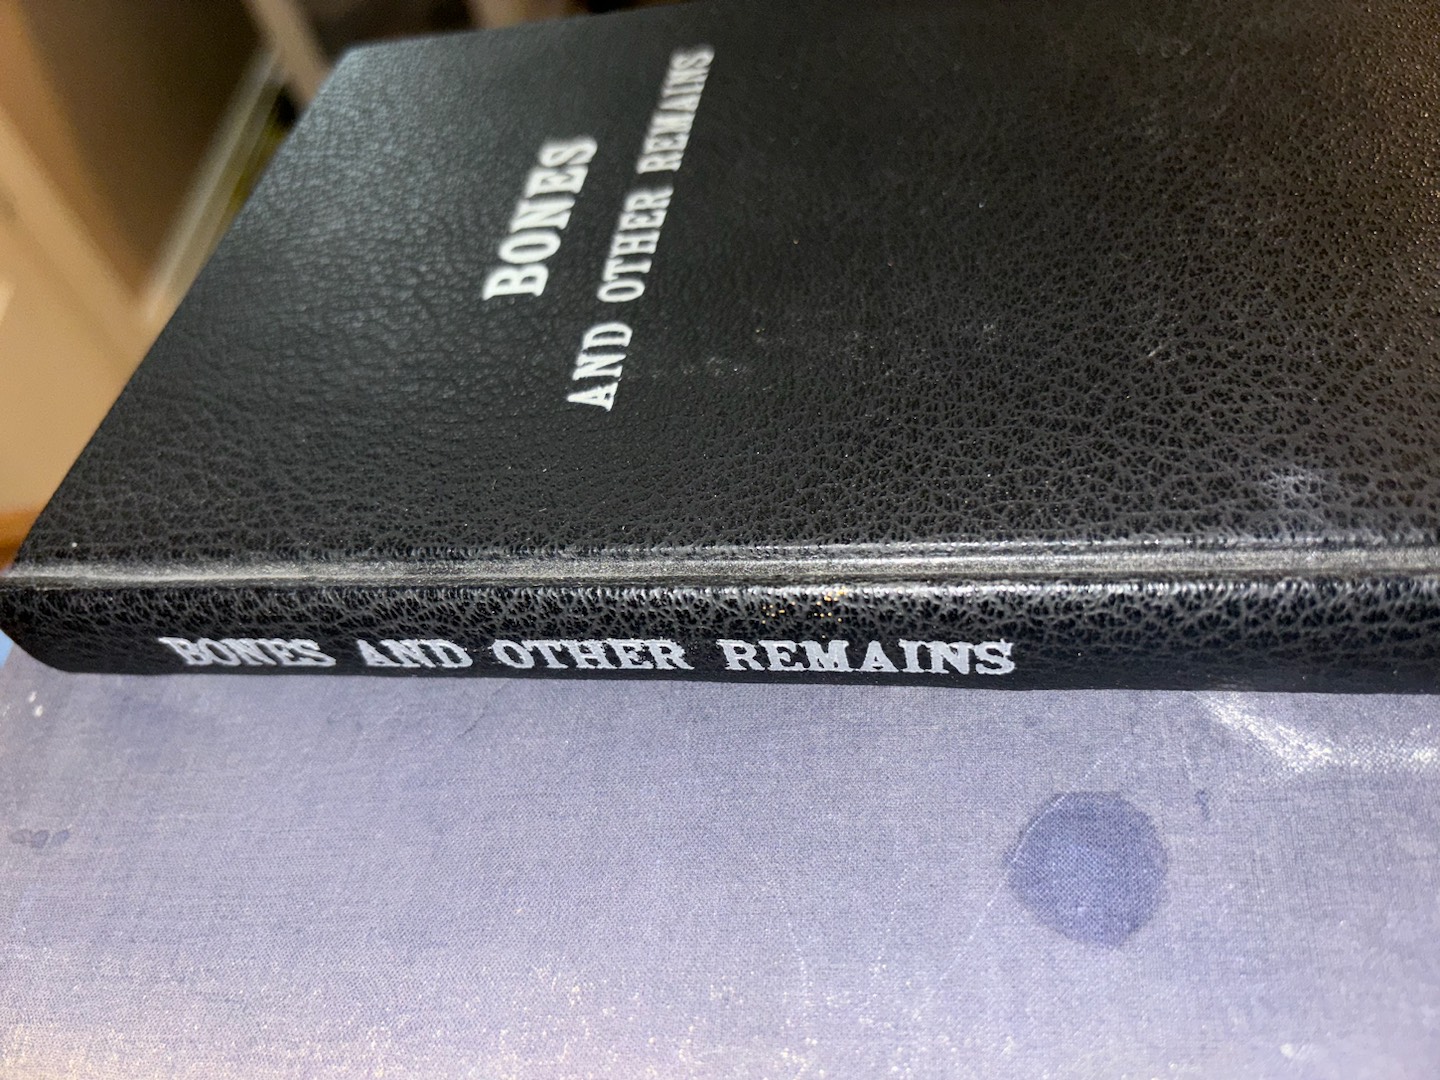 BONES
AND OTHER REMAINS
BONES AND OTHER REMAINS